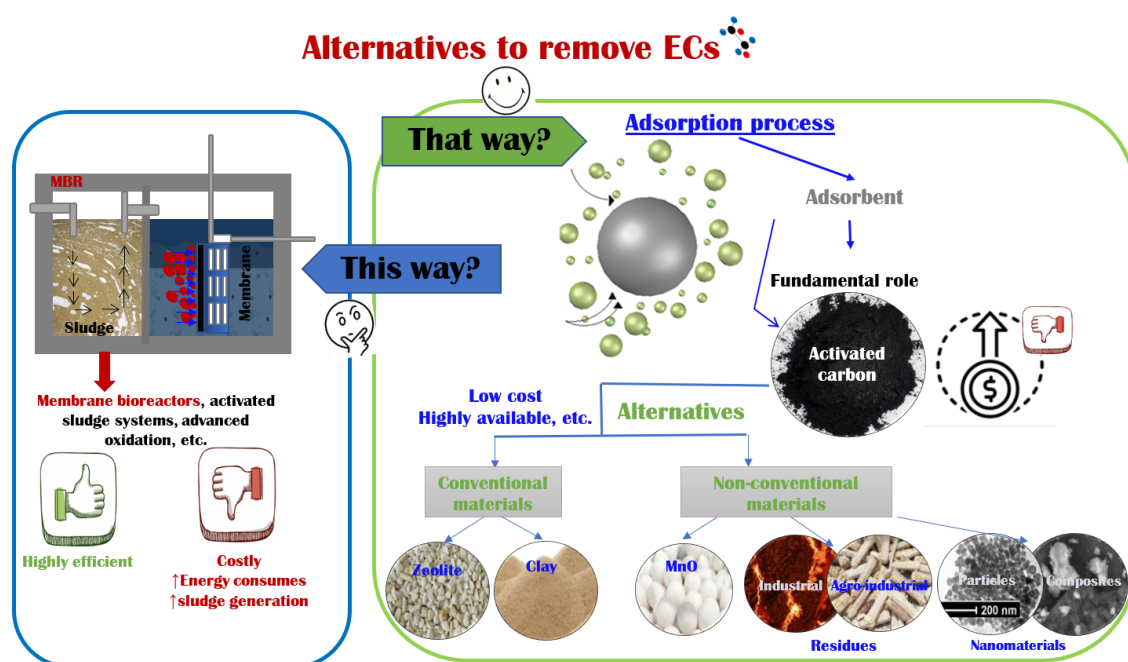 Alternatives to remove ECs
That way?
Adsorption process
MBR
Adsorbent
This way?
Membrane
Sludge
Fundamental role
Activated
carbon
$
Membrane bioreactors, activated
sludge systems, advanced
oxidation, etc.
Low cost
Highly available, etc.
Alternatives
Conventional
materials
Non-conventional
materials
Highly efficient
Costly
↑Energy consumes
↑sludge generation
Zeolite
Clay
MnO
Industrial
Agro-industrial
Particles
Composites
200 nm
Residues
Nanomaterials